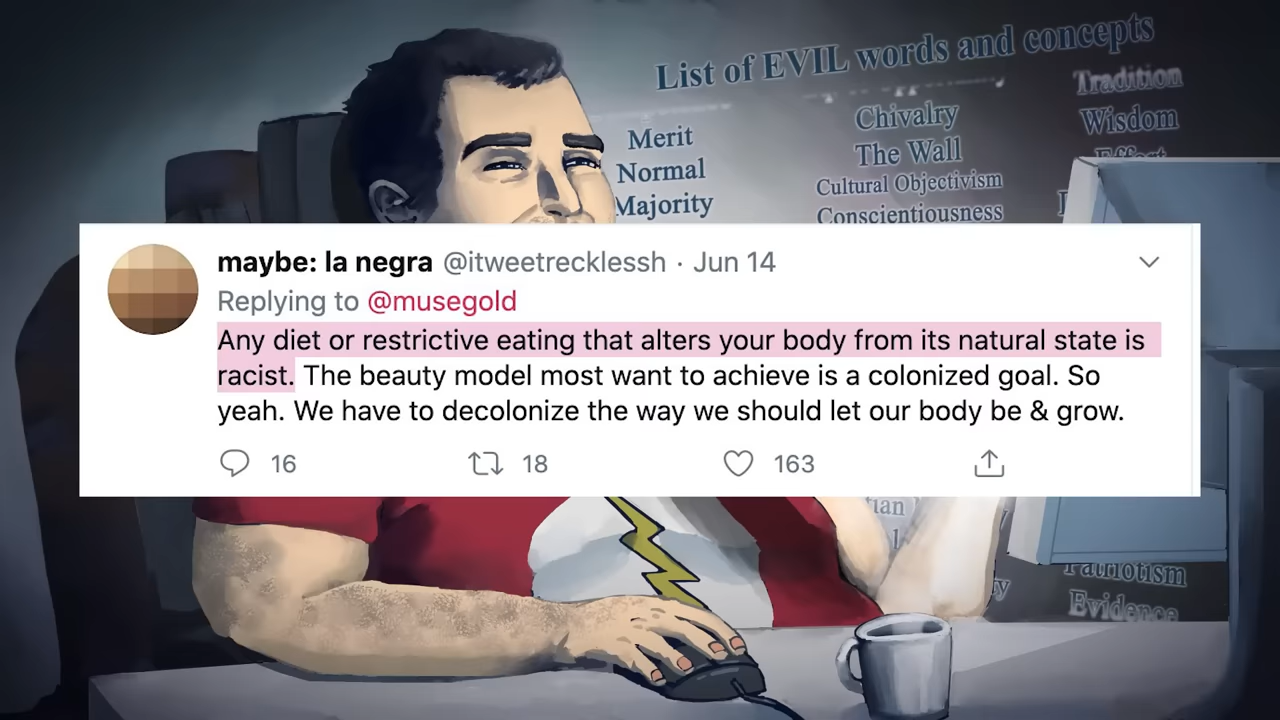 List of EVIL words and concepts
Merit
Normal
Majority
Chivalry
The Wall
Cultural Objectivism
Conscientiousness
Tradition
Wisdom
Effort
maybe: la negra @itweetrecklessh · Jun 14
Replying to @musegold
Any diet or restrictive eating that alters your body from its natural state is
racist. The beauty model most want to achieve is a colonized goal. So
yeah. We have to decolonize the way we should let our body be & grow.
16 18 163
Patriotism
Evidence